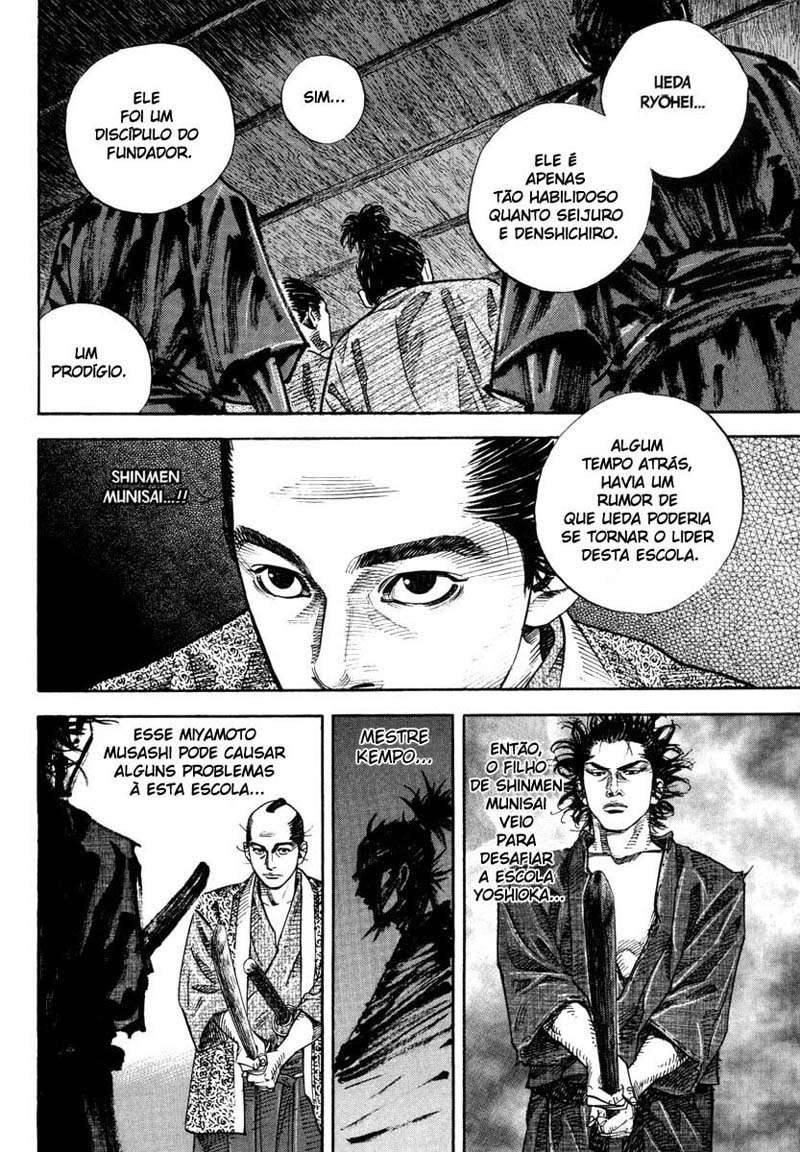 UEDA
RYŌHEI...
ELE É
APENAS
TÃO HABILIDOSO
QUANTO SEIJURO
E DENSHICHIRO.
SIM...
ELE
FOI UM
DISCÍPULO DO
FUNDADOR.
UM
PRODÍGIO.
ALGUM
TEMPO ATRÁS,
HAVIA UM
RUMOR DE
QUE UEDA PODERIA
SE TORNAR O LIDER
DESTA ESCOLA.
SHINMEN
MUNISAI....!!
ENTÃO,
O FILHO
DE SHINMEN
MUNISAI
VEIO
PARA
DESAFIAR
A ESCOLA
YOSHIOKA...
MESTRE
KEMPO...
ESSE MIYAMOTO
MUSASHI PODE CAUSAR
ALGUNS PROBLEMAS
À ESTA ESCOLA...